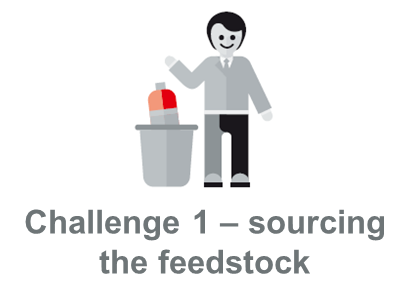 Challenge 1 – sourcing
the feedstock